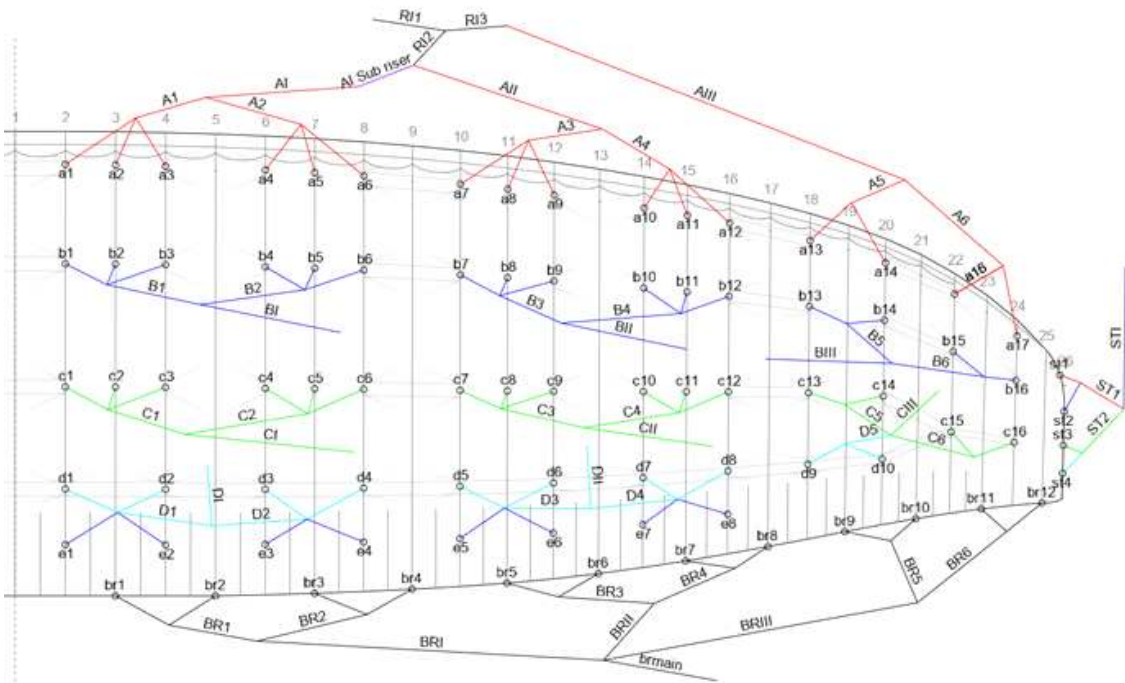 RI1
RI3
RI2
AI
AI
Sub riser
AII
AIII
A1
A2
A3
A4
A5
A6
1 2 3 4 5 6 7 8 9 10 11 12 13 14 15 16 17 18 19 20 21 22 23 24 25
a1 a2 a3 a4 a5 a6 a7 a8 a9 a10 a11 a12 a13 a14 a16 a17
b1 b2 b3 b4 b5 b6 b7 b8 b9 b10 b11 b12 b13 b14 b15 b16
B1 B2 BI B3 B4 BII B5 BIII B6
STI
st1 ST1
st2 ST2
st3
st4
c1 c2 c3 c4 c5 c6 c7 c8 c9 c10 c11 c12 c13 c14 c15 c16
C1 C2 CI C3 C4 CII C5 CIII C6
d1 d2 d3 d4 d5 d6 d7 d8 d9 d10
D1 DI D2 D3 DII D4 D5
e1 e2 e3 e4 e5 e6 e7 e8
br1 br2 br3 br4 br5 br6 br7 br8 br9 br10 br11 br12
BR1 BR2 BR3 BR4 BR5 BR6
BRI BRII BRIII
brmain